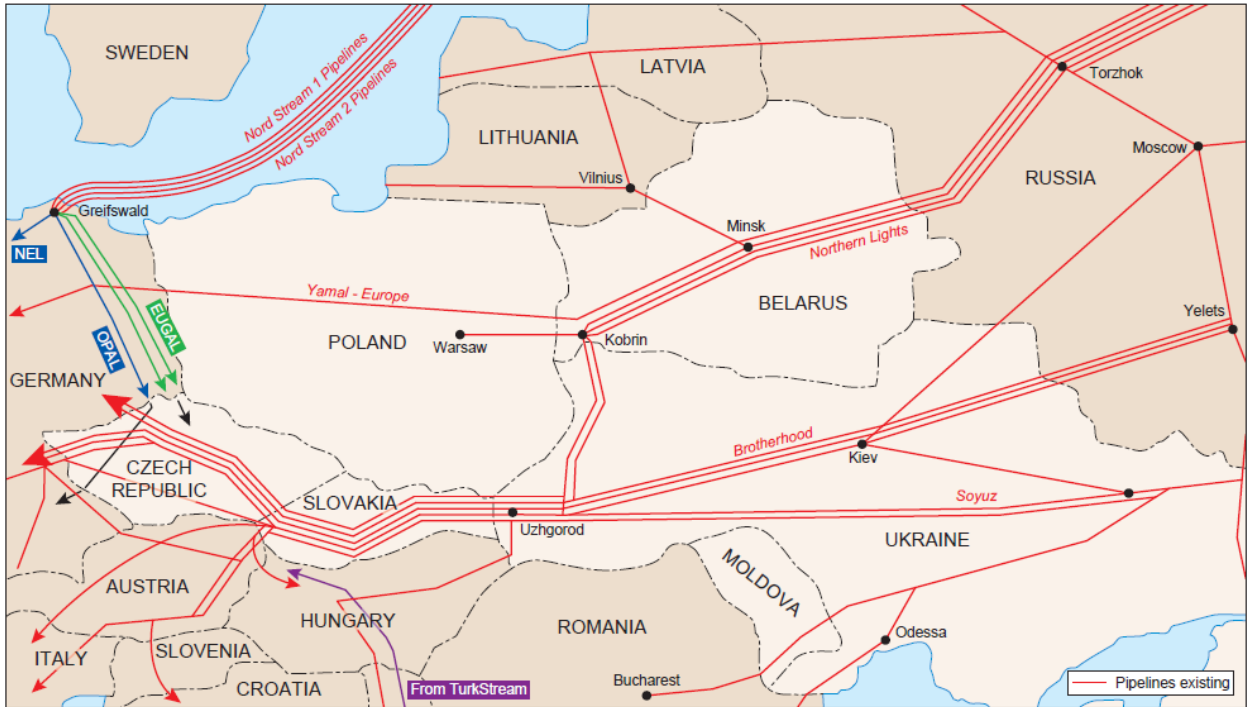 SWEDEN
Nord Stream 1 Pipelines
Nord Stream 2 Pipelines
LATVIA
Torzhok
LITHUANIA
Moscow
Vilnius
RUSSIA
Greifswald
Minsk
Northern Lights
NEL
Yamal - Europe
BELARUS
EUGAL
Yelets
POLAND
Warsaw
Kobrin
OPAL
GERMANY
Brotherhood
Kiev
CZECH
REPUBLIC
SLOVAKIA
Soyuz
Uzhgorod
UKRAINE
AUSTRIA
MOLDOVA
HUNGARY
ROMANIA
Odessa
ITALY
SLOVENIA
CROATIA
From TurkStream
Bucharest
Pipelines existing